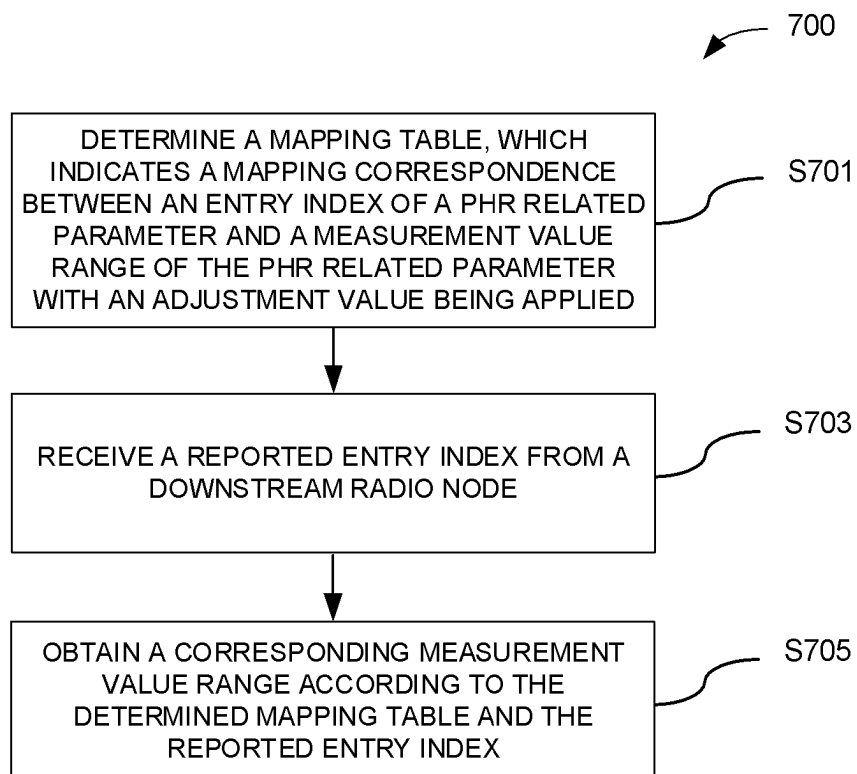 700
DETERMINE A MAPPING TABLE, WHICH
INDICATES A MAPPING CORRESPONDENCE
BETWEEN AN ENTRY INDEX OF A PHR RELATED
PARAMETER AND A MEASUREMENT VALUE
RANGE OF THE PHR RELATED PARAMETER
WITH AN ADJUSTMENT VALUE BEING APPLIED
S701
RECEIVE A REPORTED ENTRY INDEX FROM A
DOWNSTREAM RADIO NODE
S703
OBTAIN A CORRESPONDING MEASUREMENT
VALUE RANGE ACCORDING TO THE
DETERMINED MAPPING TABLE AND THE
REPORTED ENTRY INDEX
S705